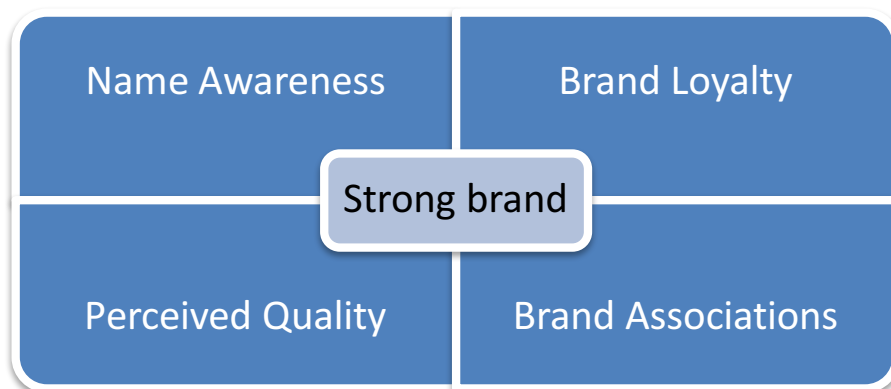 Name Awareness
Brand Loyalty
Strong brand
Perceived Quality
Brand Associations